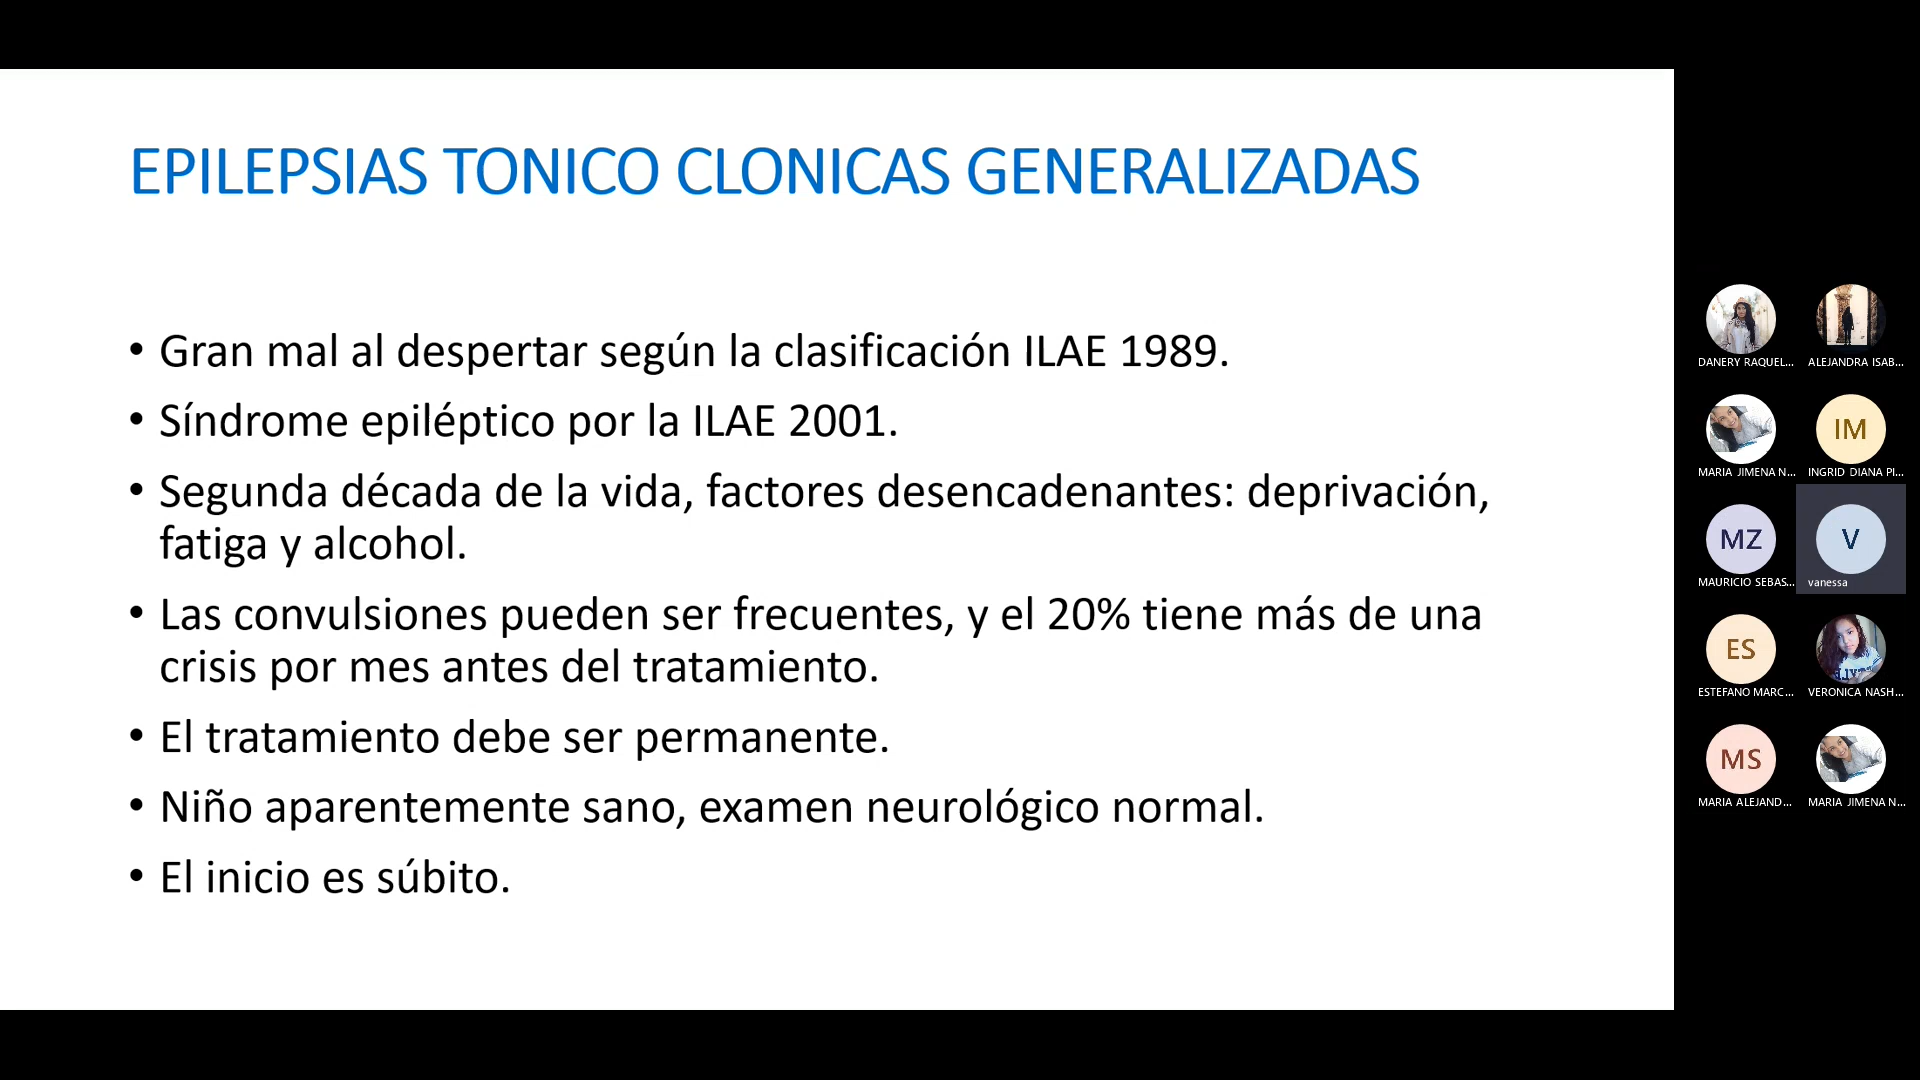 EPILEPSIAS TONICO CLONICAS GENERALIZADAS
• Gran mal al despertar según la clasificación ILAE 1989.
• Síndrome epiléptico por la ILAE 2001.
• Segunda década de la vida, factores desencadenantes: deprivación,
fatiga y alcohol.
• Las convulsiones pueden ser frecuentes, y el 20% tiene más de una
crisis por mes antes del tratamiento.
• El tratamiento debe ser permanente.
• Niño aparentemente sano, examen neurológico normal.
• El inicio es súbito.
DANERY RAQUEL...
ALEJANDRA ISAB...
MARIA JIMENA N...
IM
INGRID DIANA PI...
MZ
MAURICIO SEBAS...
V
vanessa
ES
ESTEFANO MARC...
VERONICA NASH...
MS
MARIA ALEJAND...
MARIA JIMENA N...